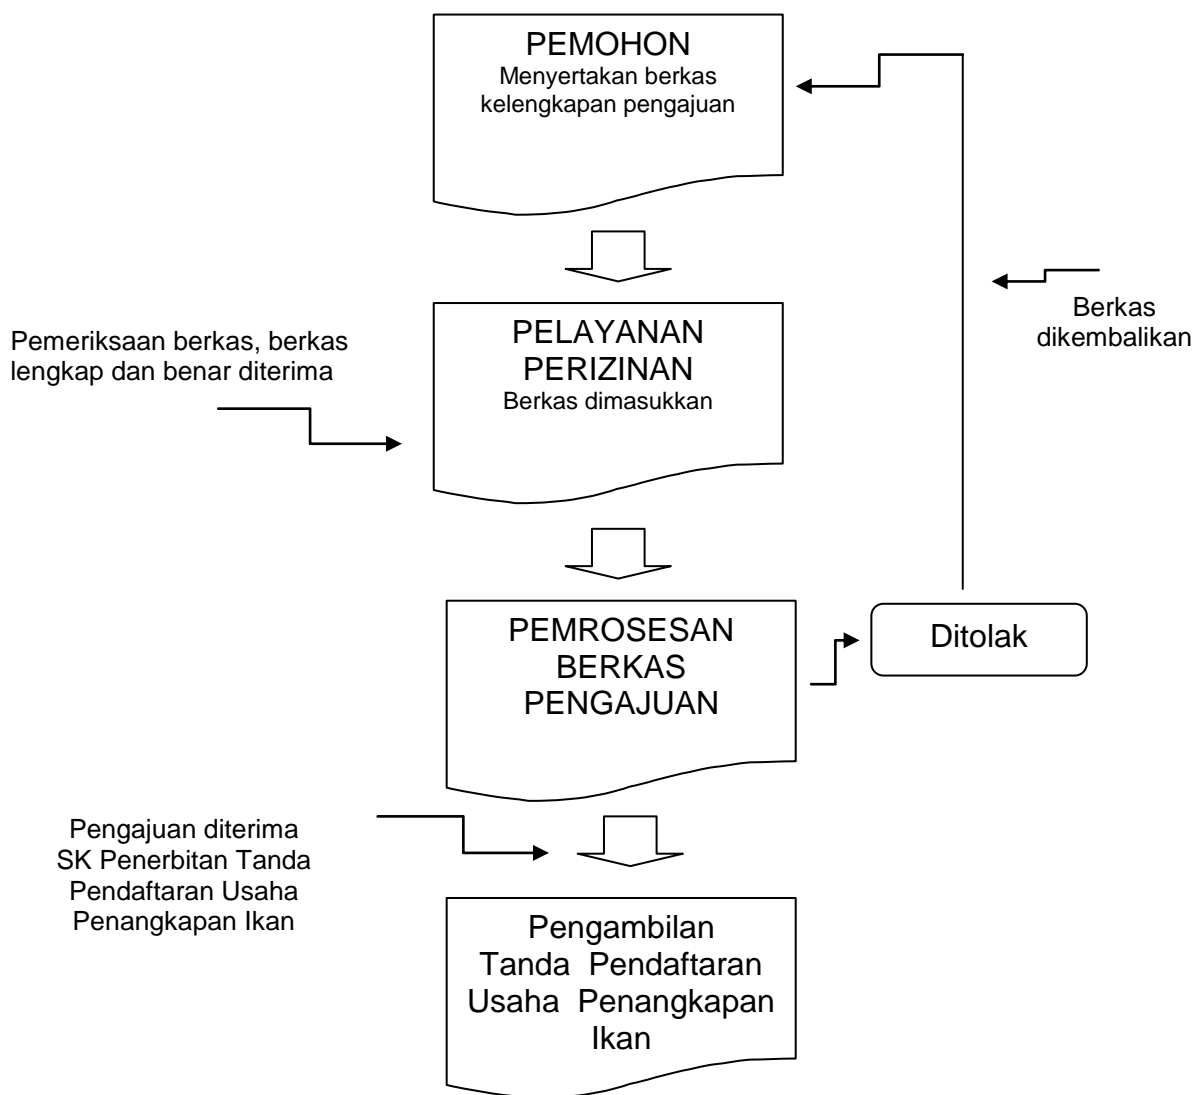 PEMOHON
Menyertakan berkas
kelengkapan pengajuan
Berkas
dikembalikan
Pemeriksaan berkas, berkas
lengkap dan benar diterima
PELAYANAN
PERIZINAN
Berkas dimasukkan
PEMROSESAN
BERKAS
PENGAJUAN
Ditolak
Pengajuan diterima
SK Penerbitan Tanda
Pendaftaran Usaha
Penangkapan Ikan
Pengambilan
Tanda Pendaftaran
Usaha Penangkapan
Ikan